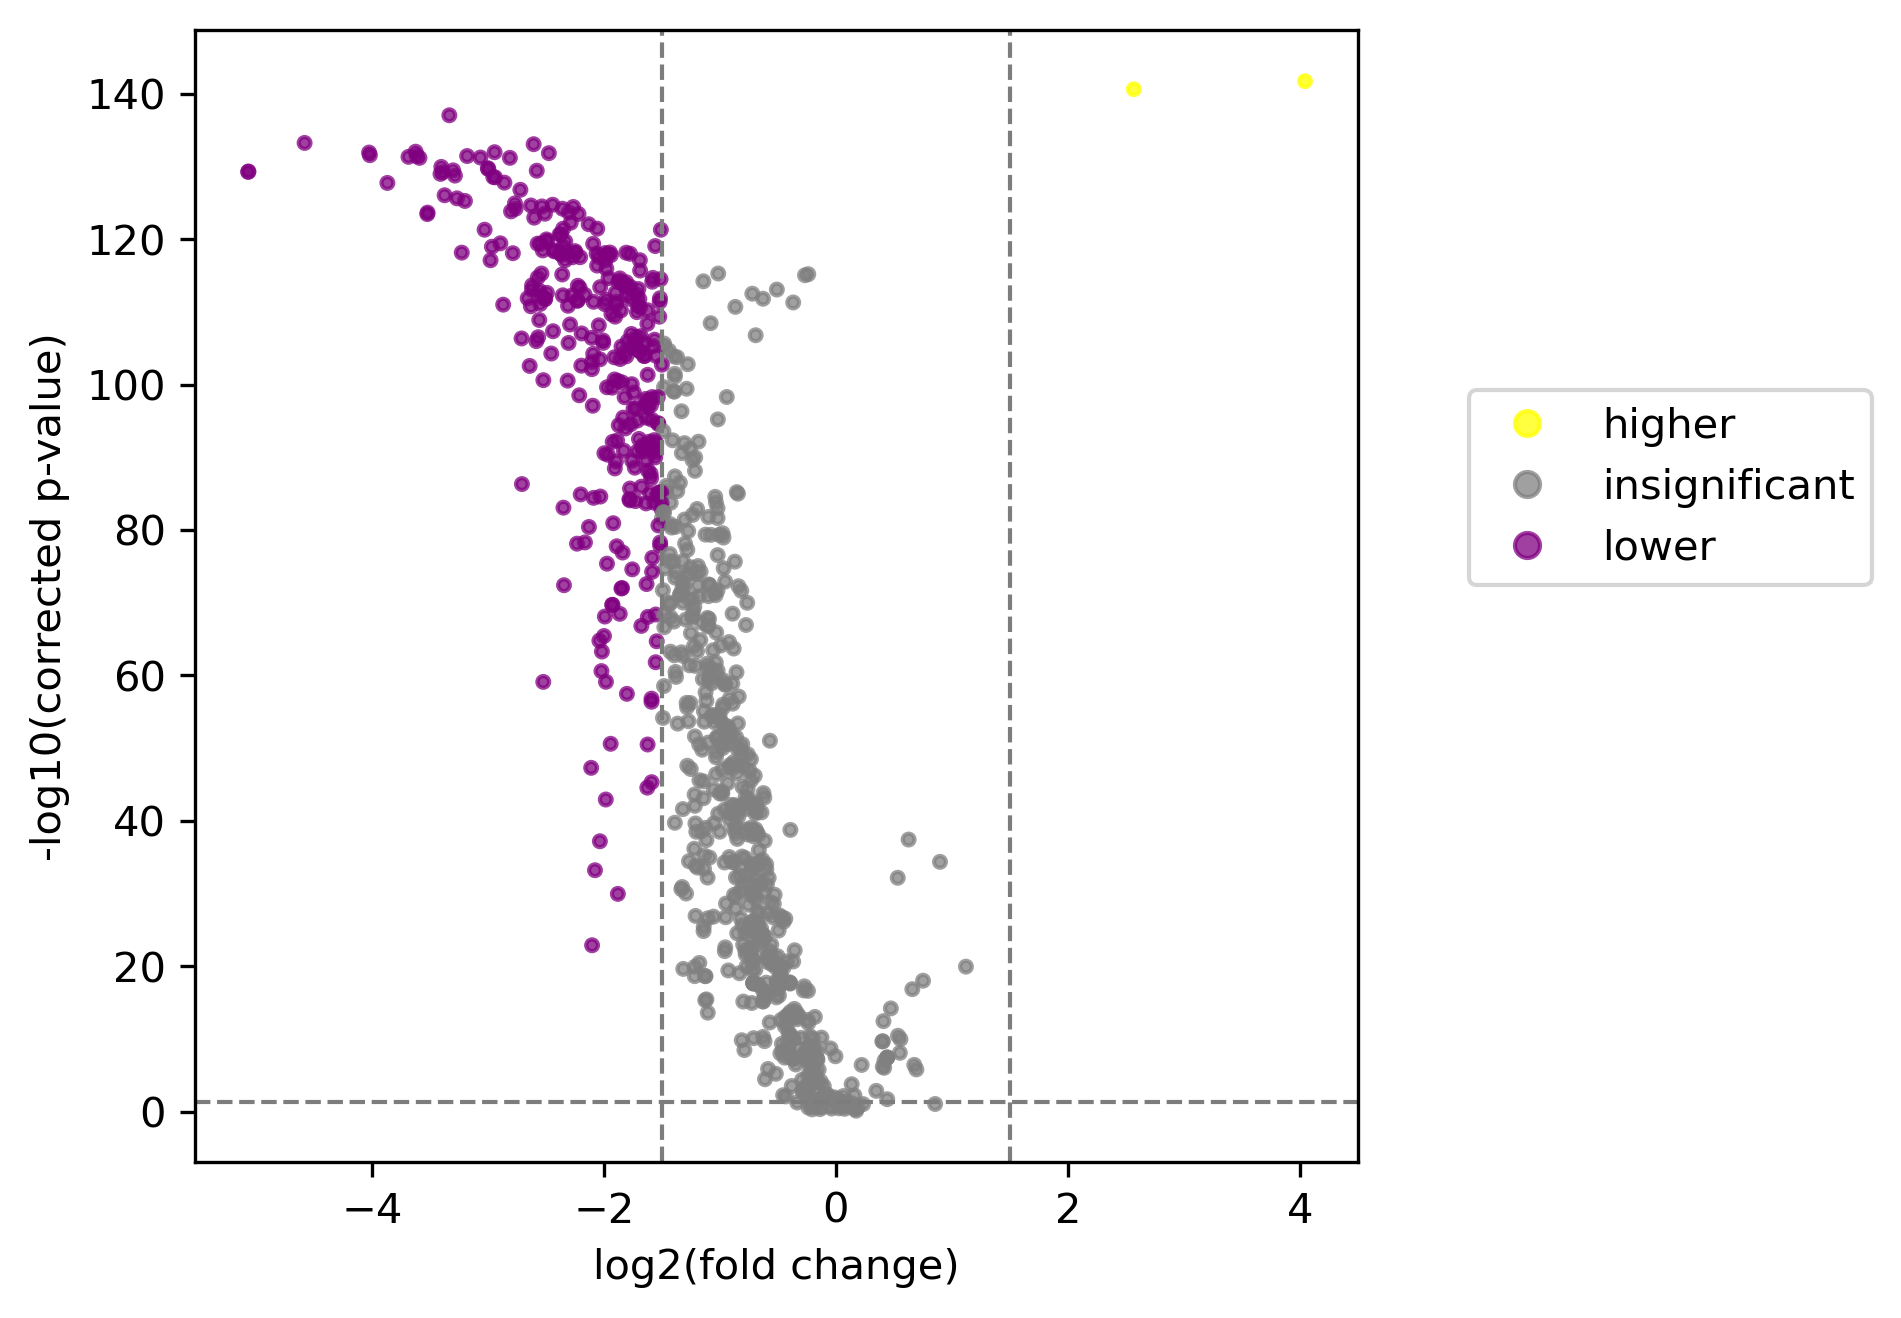 140
120
100
80
60
40
20
0
-log10(corrected p-value)
−4 −2 0 2 4
log2(fold change)
higher
insignificant
lower